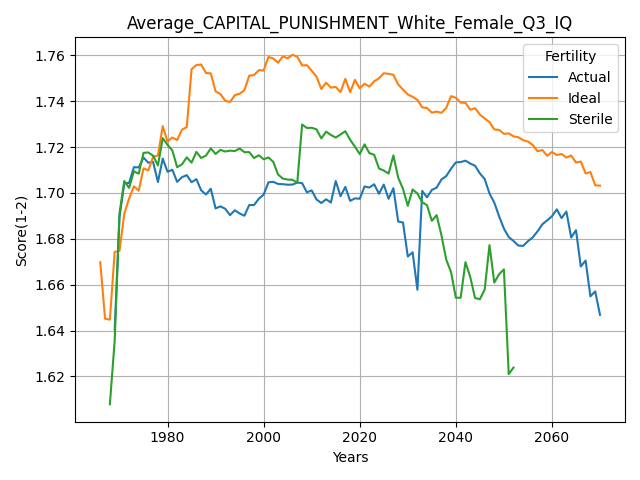 Average_CAPITAL_PUNISHMENT_White_Female_Q3_IQ
Fertility
Actual
Ideal
Sterile
Score(1-2)
1.76
1.74
1.72
1.70
1.68
1.66
1.64
1.62
1980
2000
2020
2040
2060
Years